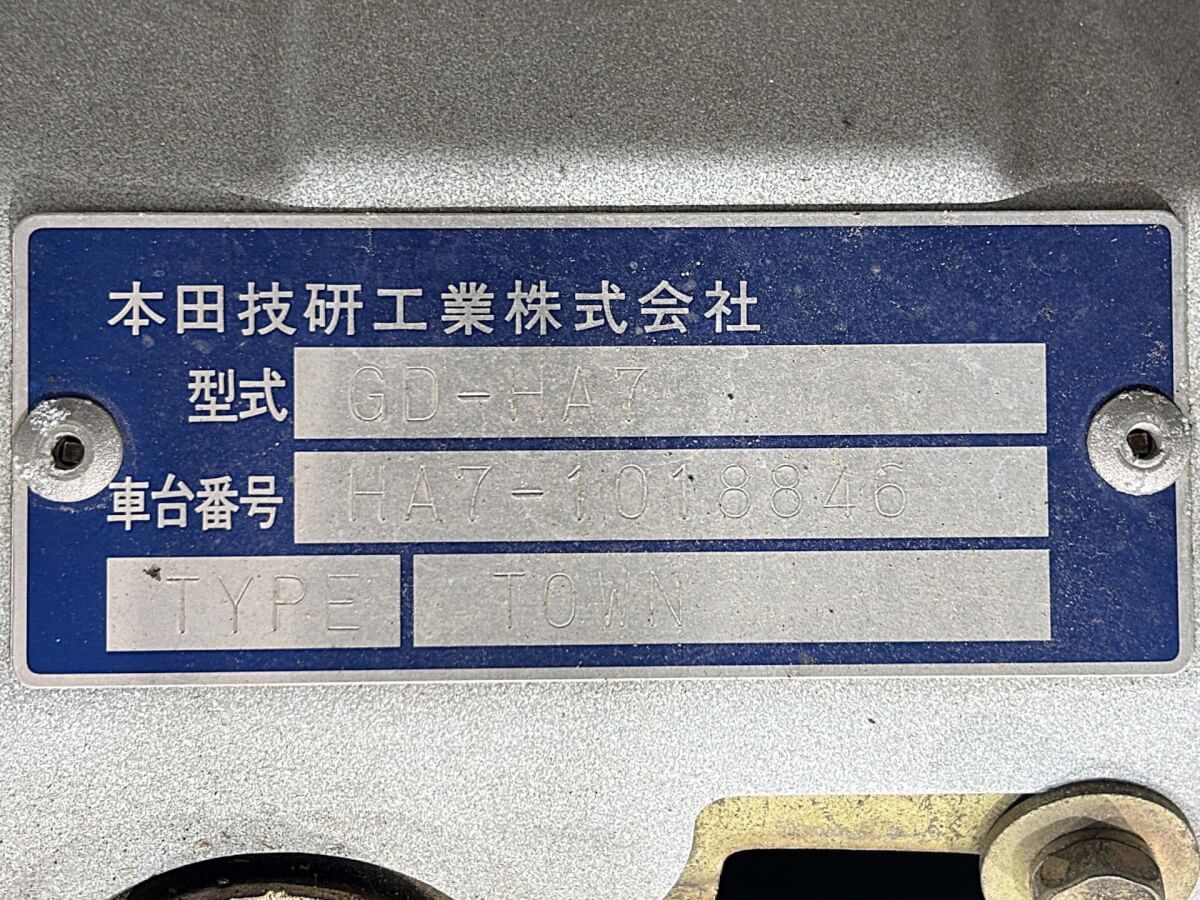 本田技研工業株式会社
型式 GD-HA7
車台番号 HA7-1018846
TYPE TOWN